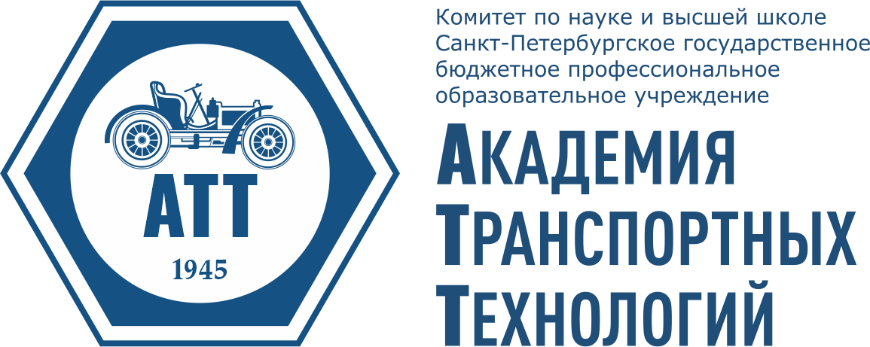 АТТ
1945
Комитет по науке и высшей школе
Санкт-Петербургское государственное
бюджетное профессиональное
образовательное учреждение
АКАДЕМИЯ
ТРАНСПОРТНЫХ
ТЕХНОЛОГИЙ